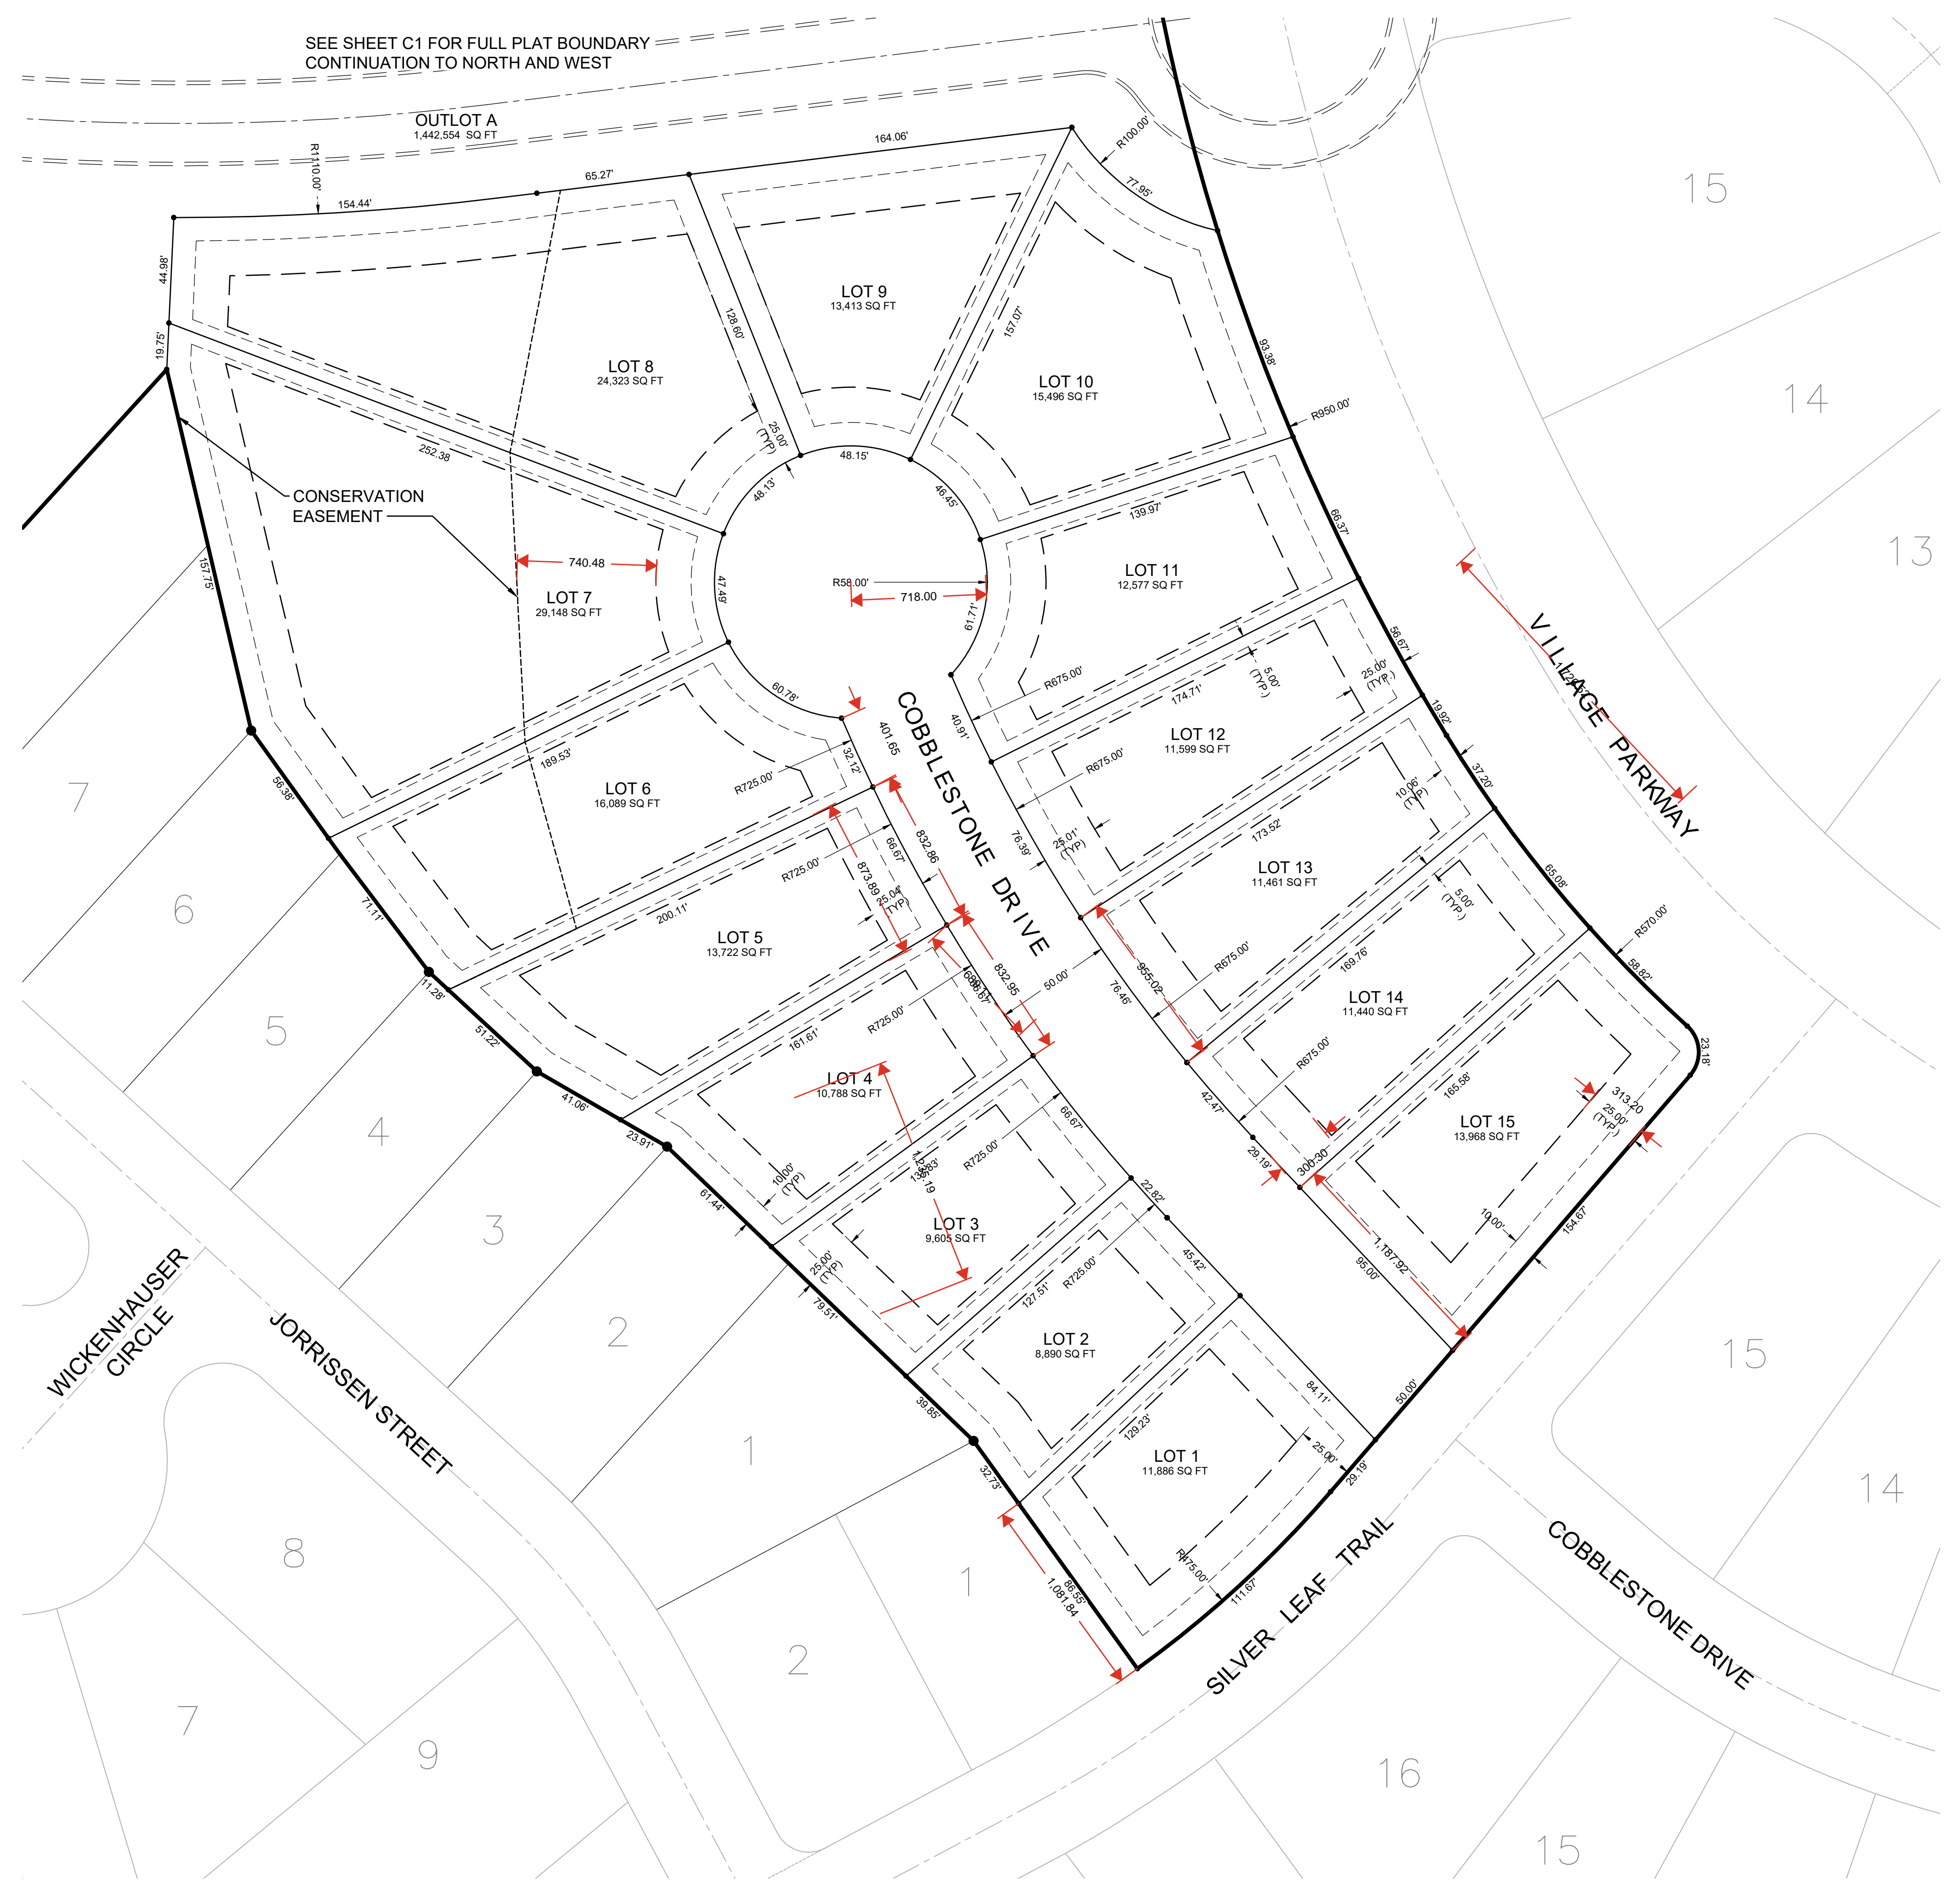 SEE SHEET C1 FOR FULL PLAT BOUNDARY
CONTINUATION TO NORTH AND WEST
OUTLOT A
1,442,554 SQ FT
R1110.00'
154.44'
65.27'
164.06'
R100.00'
77.95'
15
44.98'
19.75'
128.60'
LOT 9
13,413 SQ FT
157.07'
93.38'
LOT 8
24,323 SQ FT
LOT 10
15,496 SQ FT
14
R950.00'
252.38
25.00'
(TYP)
48.15'
48.13'
46.45'
CONSERVATION
EASEMENT
139.97'
66.37'
13
157.75'
740.48
47.49'
R58.00'
718.00
61.71'
LOT 11
12,577 SQ FT
LOT 7
29,148 SQ FT
56.67'
VILLAGE PARKWAY
60.78'
R675.00'
5.00'
(TYP.)
25.00'
(TYP.)
174.71'
40.91'
19.92'
401.65
COBBLESTONE DRIVE
LOT 12
11,599 SQ FT
32.12'
R725.00'
R675.00'
189.53'
37.20'
7
56.38'
LOT 6
16,089 SQ FT
10.06'
(TYP)
832.86
66.67'
76.39'
25.01'
(TYP)
173.52'
R725.00'
873.89
25.04'
(TYP)
LOT 13
11,461 SQ FT
65.08'
5.00'
(TYP.)
6
71.11'
200.11'
LOT 5
13,722 SQ FT
R570.00'
58.82'
R675.00'
169.76'
11.28'
832.95
50.00'
955.02
76.46'
LOT 14
11,440 SQ FT
5
51.22'
R725.00'
161.61'
R675.00'
23.18'
LOT 4
10,788 SQ FT
165.58'
313.20
25.00'
(TYP)
LOT 15
13,968 SQ FT
4
41.06'
23.91'
66.67'
R725.00'
42.47'
29.19'
300.30
10.00'
(TYP)
61.44'
22.82'
10.00'
154.67'
3
LOT 3
9,605 SQ FT
25.00'
(TYP)
45.42'
1,187.92
95.00'
R725.00'
127.51'
79.51'
WICKENHAUSER
CIRCLE
JORRISSEN STREET
2
LOT 2
8,890 SQ FT
15
39.85'
84.11'
50.00'
129.23'
25.00'
29.19'
1
32.73'
LOT 1
11,886 SQ FT
14
8
1
86.55'
1,081.84
R475.00'
111.67'
SILVER LEAF TRAIL
COBBLESTONE DRIVE
2
7
9
16
15